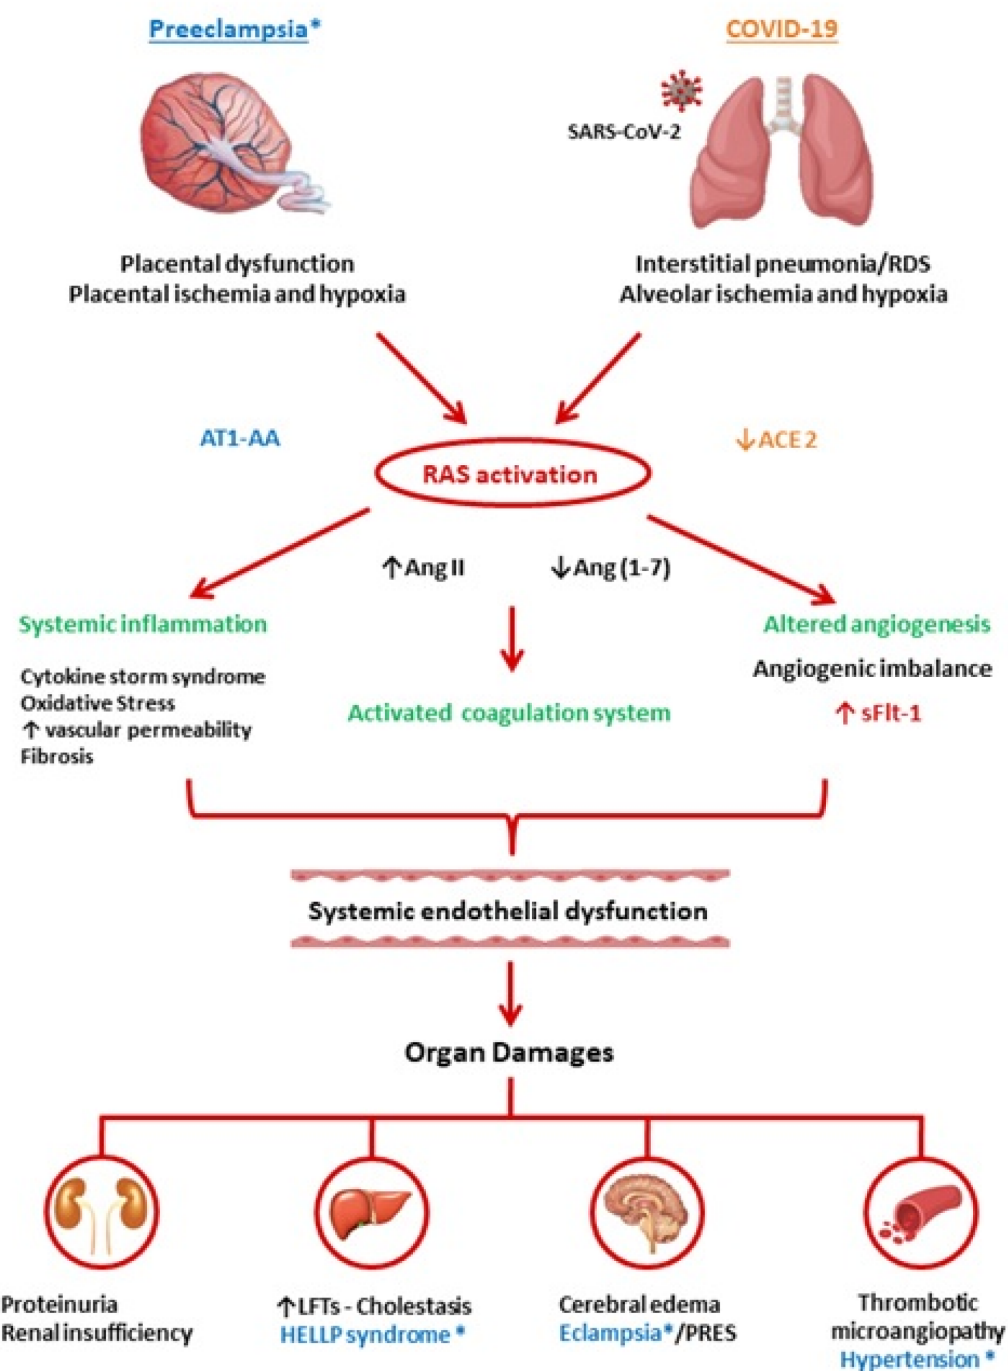 Preeclampsia*
COVID-19
SARS-CoV-2
Placental dysfunction
Placental ischemia and hypoxia
Interstitial pneumonia/RDS
Alveolar ischemia and hypoxia
AT1-AA
↓ACE 2
RAS activation
↑Ang II
↓Ang (1-7)
Systemic inflammation
Cytokine storm syndrome
Oxidative Stress
↑ vascular permeability
Fibrosis
Activated coagulation system
Altered angiogenesis
Angiogenic imbalance
↑ sFlt-1
Systemic endothelial dysfunction
Organ Damages
Proteinuria
Renal insufficiency
↑LFTs - Cholestasis
HELLP syndrome *
Cerebral edema
Eclampsia*/PRES
Thrombotic
microangiopathy
Hypertension *